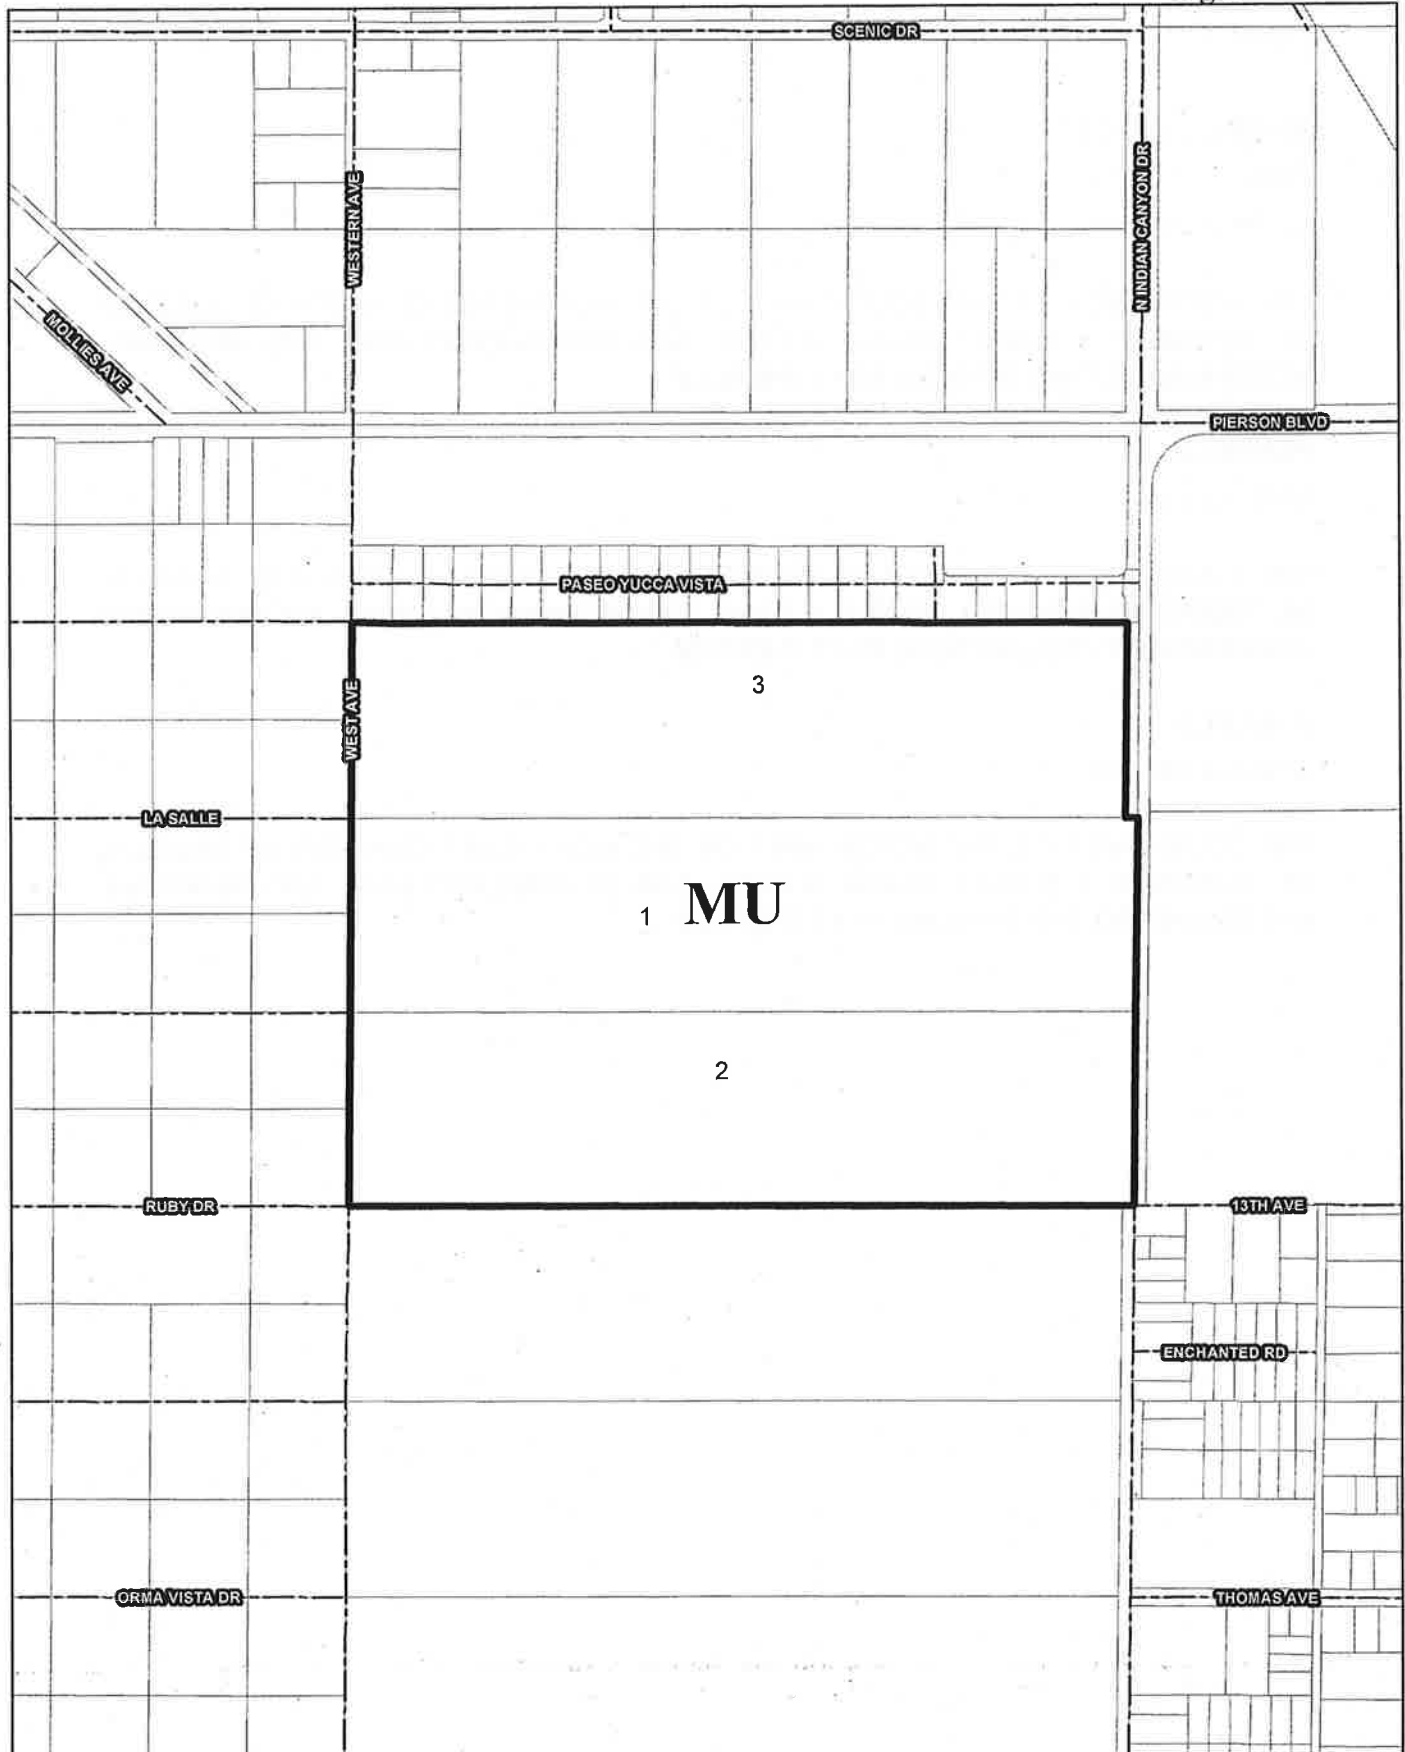 SCENIC DR
WESTERN AVE
N INDIAN CANYON DR
MOLLIES AVE
PIERSON BLVD
PASEO YUCCA VISTA
3
WEST AVE
LA SALLE
1 MU
2
RUBY DR
13TH AVE
ENCHANTED RD
ORMA VISTA DR
THOMAS AVE